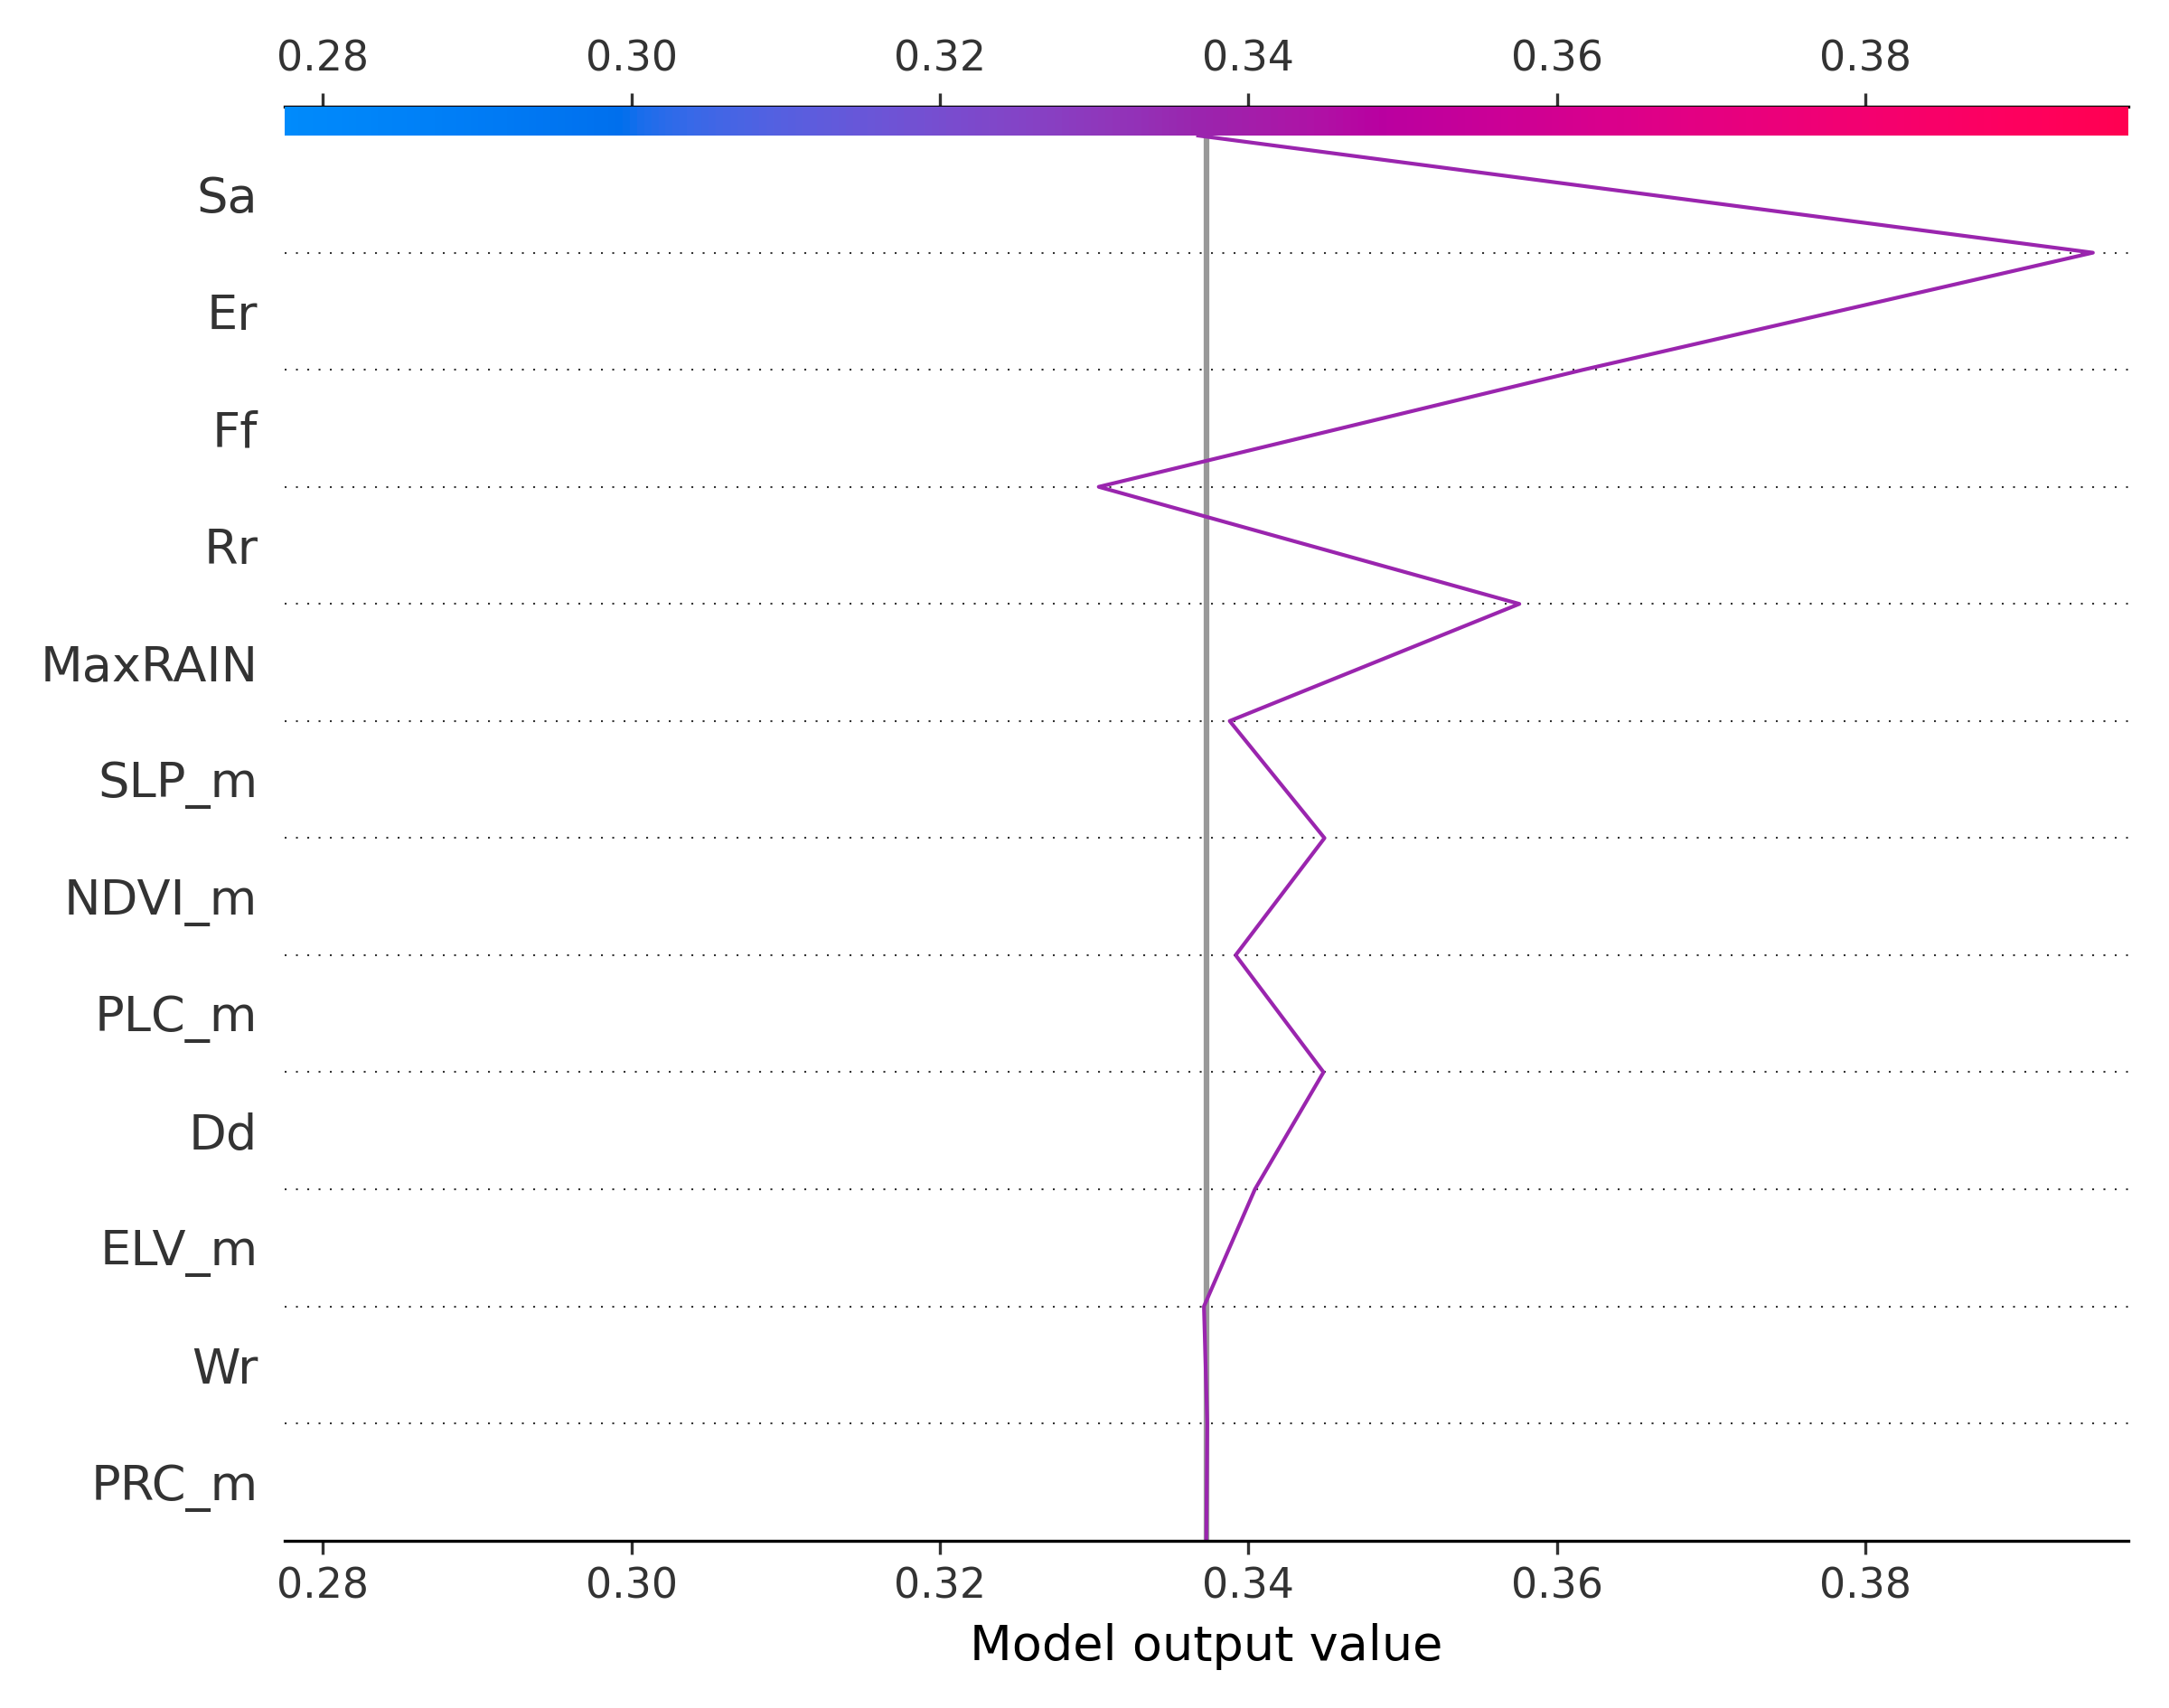 0.28 0.30 0.32 0.34 0.36 0.38
Sa
Er
Ff
Rr
MaxRAIN
SLP_m
NDVI_m
PLC_m
Dd
ELV_m
Wr
PRC_m
0.28 0.30 0.32 0.34 0.36 0.38
Model output value